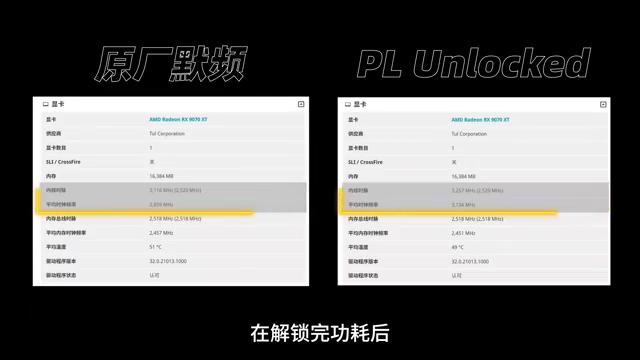 原厂默频
PL Unlocked
显卡
显卡 AMD Radeon RX 9070 XT
供应商 Tul Corporation
显卡数目 1
SLI / CrossFire 关
内存 16,384 MB
内核时脉 3,116 MHz (2,520 MHz)
平均时钟频率 2,859 MHz
内存总线时脉 2,518 MHz (2,518 MHz)
平均内存时钟频率 2,457 MHz
平均温度 51 °C
驱动程序版本 32.0.21013.1000
驱动程序状态 认可
显卡
显卡 AMD Radeon RX 9070 XT
供应商 Tul Corporation
显卡数目 1
SLI / CrossFire 关
内存 16,384 MB
内核时脉 3,257 MHz (2,520 MHz)
平均时钟频率 3,134 MHz
内存总线时脉 2,518 MHz (2,518 MHz)
平均内存时钟频率 2,451 MHz
平均温度 49 °C
驱动程序版本 32.0.21013.1000
驱动程序状态 认可
在解锁完功耗后